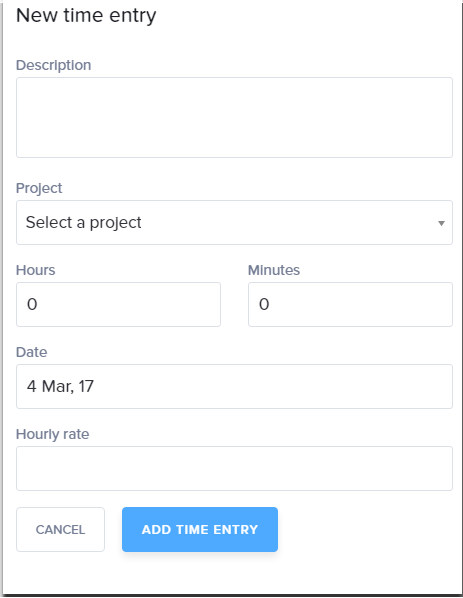 New time entry
Description
Project
Select a project
Hours Minutes
0 0
Date
4 Mar, 17
Hourly rate
CANCEL ADD TIME ENTRY